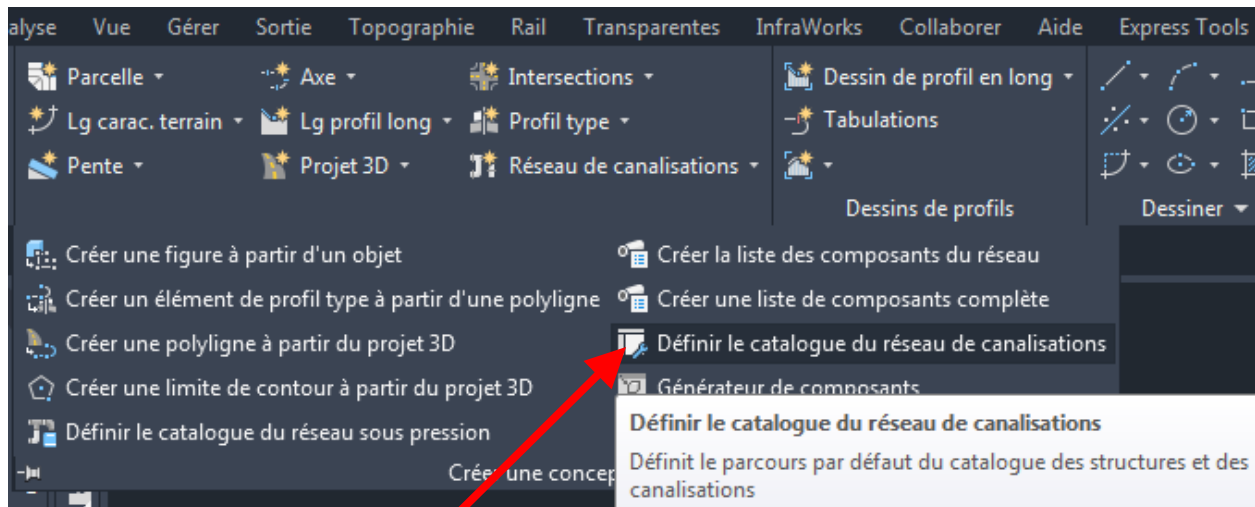 alyse Vue Gérer Sortie Topographie Rail Transparentes InfraWorks Collaborer Aide Express Tools
Parcelle Axe Intersections Dessin de profil en long
Lg carac. terrain Lg profil long Profil type Tabulations
Pente Projet 3D Réseau de canalisations
Dessins de profils Dessiner
Créer une figure à partir d'un objet Créer la liste des composants du réseau
Créer un élément de profil type à partir d'une polyligne Créer une liste de composants complète
Créer une polyligne à partir du projet 3D Définir le catalogue du réseau de canalisations
Créer une limite de contour à partir du projet 3D Générateur de composants
Définir le catalogue du réseau sous pression Définir le catalogue du réseau de canalisations
Créer une concep Définit le parcours par défaut du catalogue des structures et des
canalisations